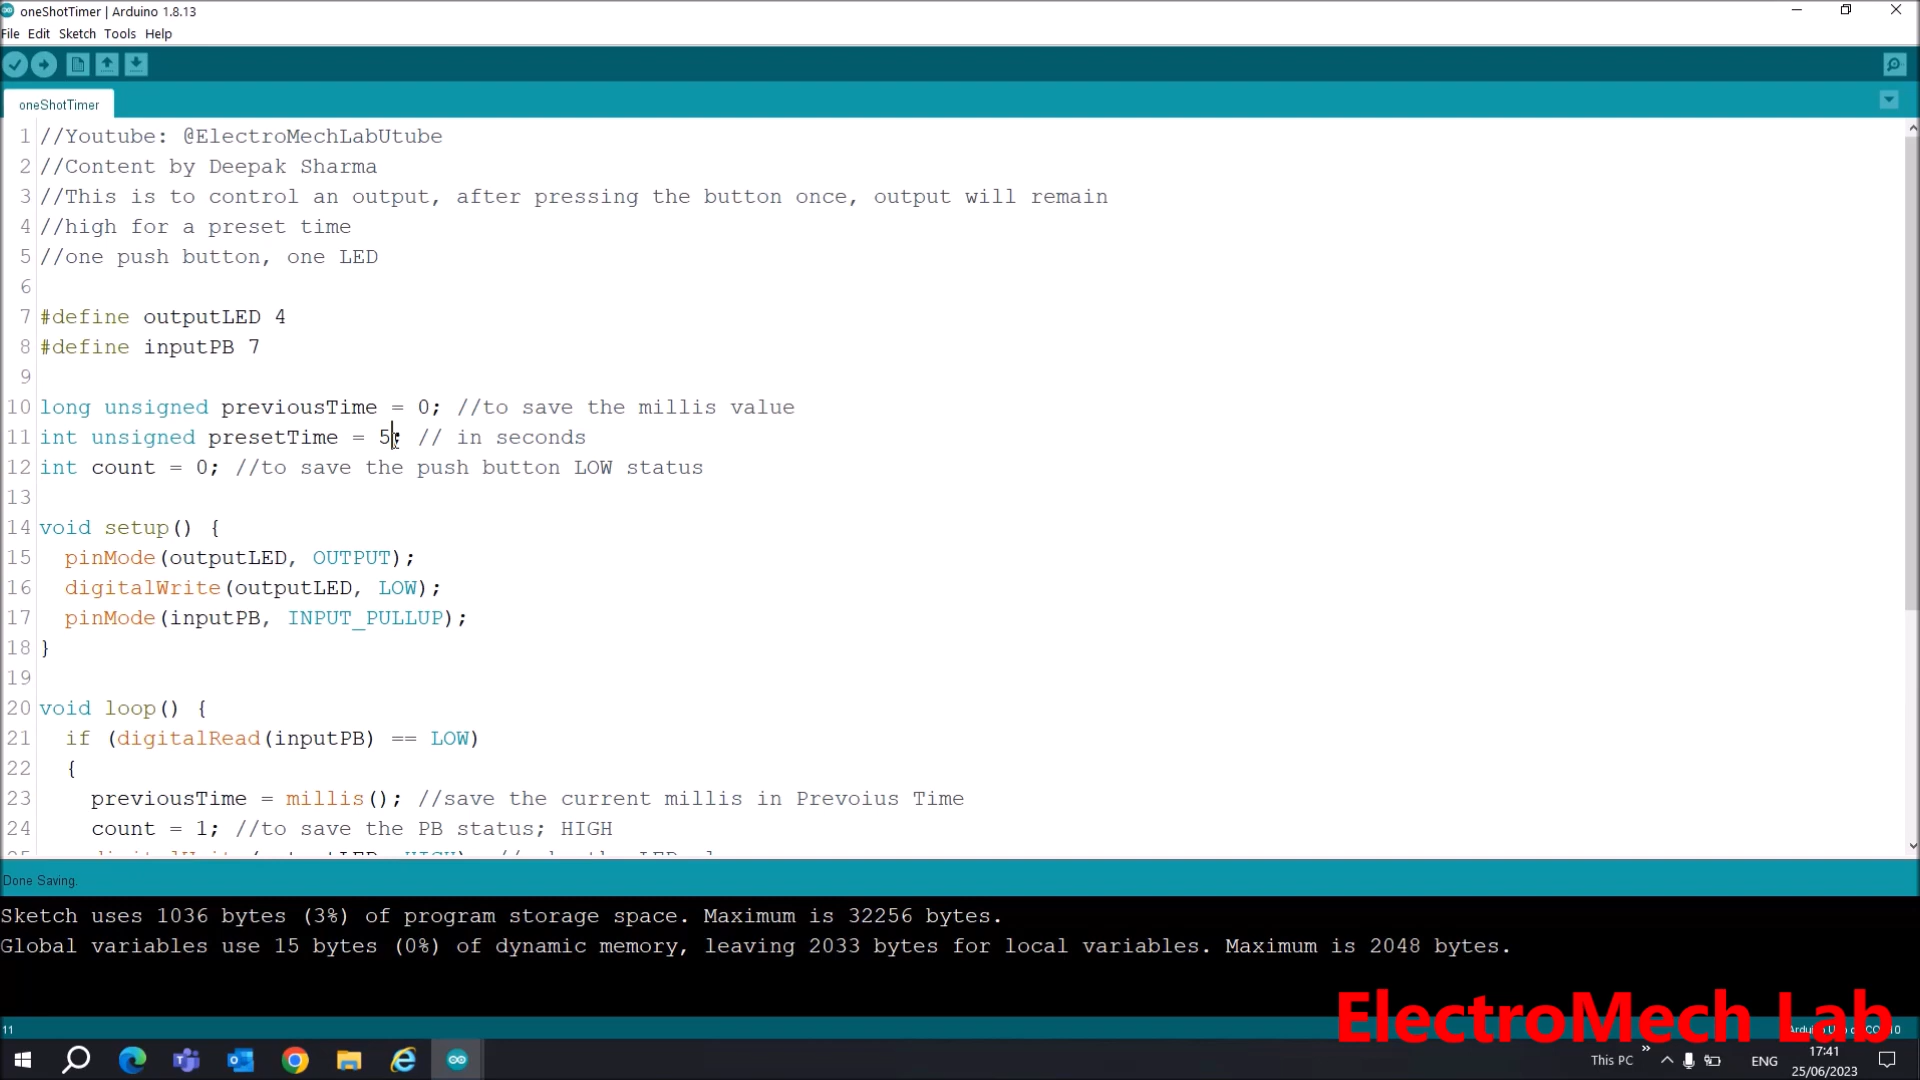 oneShotTimer | Arduino 1.8.13
File Edit Sketch Tools Help
oneShotTimer
1 //Youtube: @ElectroMechLabUtube
2 //Content by Deepak Sharma
3 //This is to control an output, after pressing the button once, output will remain
4 //high for a preset time
5 //one push button, one LED
6
7 #define outputLED 4
8 #define inputPB 7
9
10 long unsigned previousTime = 0; //to save the millis value
11 int unsigned presetTime = 5; // in seconds
12 int count = 0; //to save the push button LOW status
13
14 void setup() {
15 pinMode(outputLED, OUTPUT);
16 digitalWrite(outputLED, LOW);
17 pinMode(inputPB, INPUT_PULLUP);
18 }
19
20 void loop() {
21 if (digitalRead(inputPB) == LOW)
22 {
23 previousTime = millis(); //save the current millis in Prevoius Time
24 count = 1; //to save the PB status; HIGH
Done Saving.
Sketch uses 1036 bytes (3%) of program storage space. Maximum is 32256 bytes.
Global variables use 15 bytes (0%) of dynamic memory, leaving 2033 bytes for local variables. Maximum is 2048 bytes.
ElectroMech Lab
11
This PC
ENG
17:41
25/06/2023